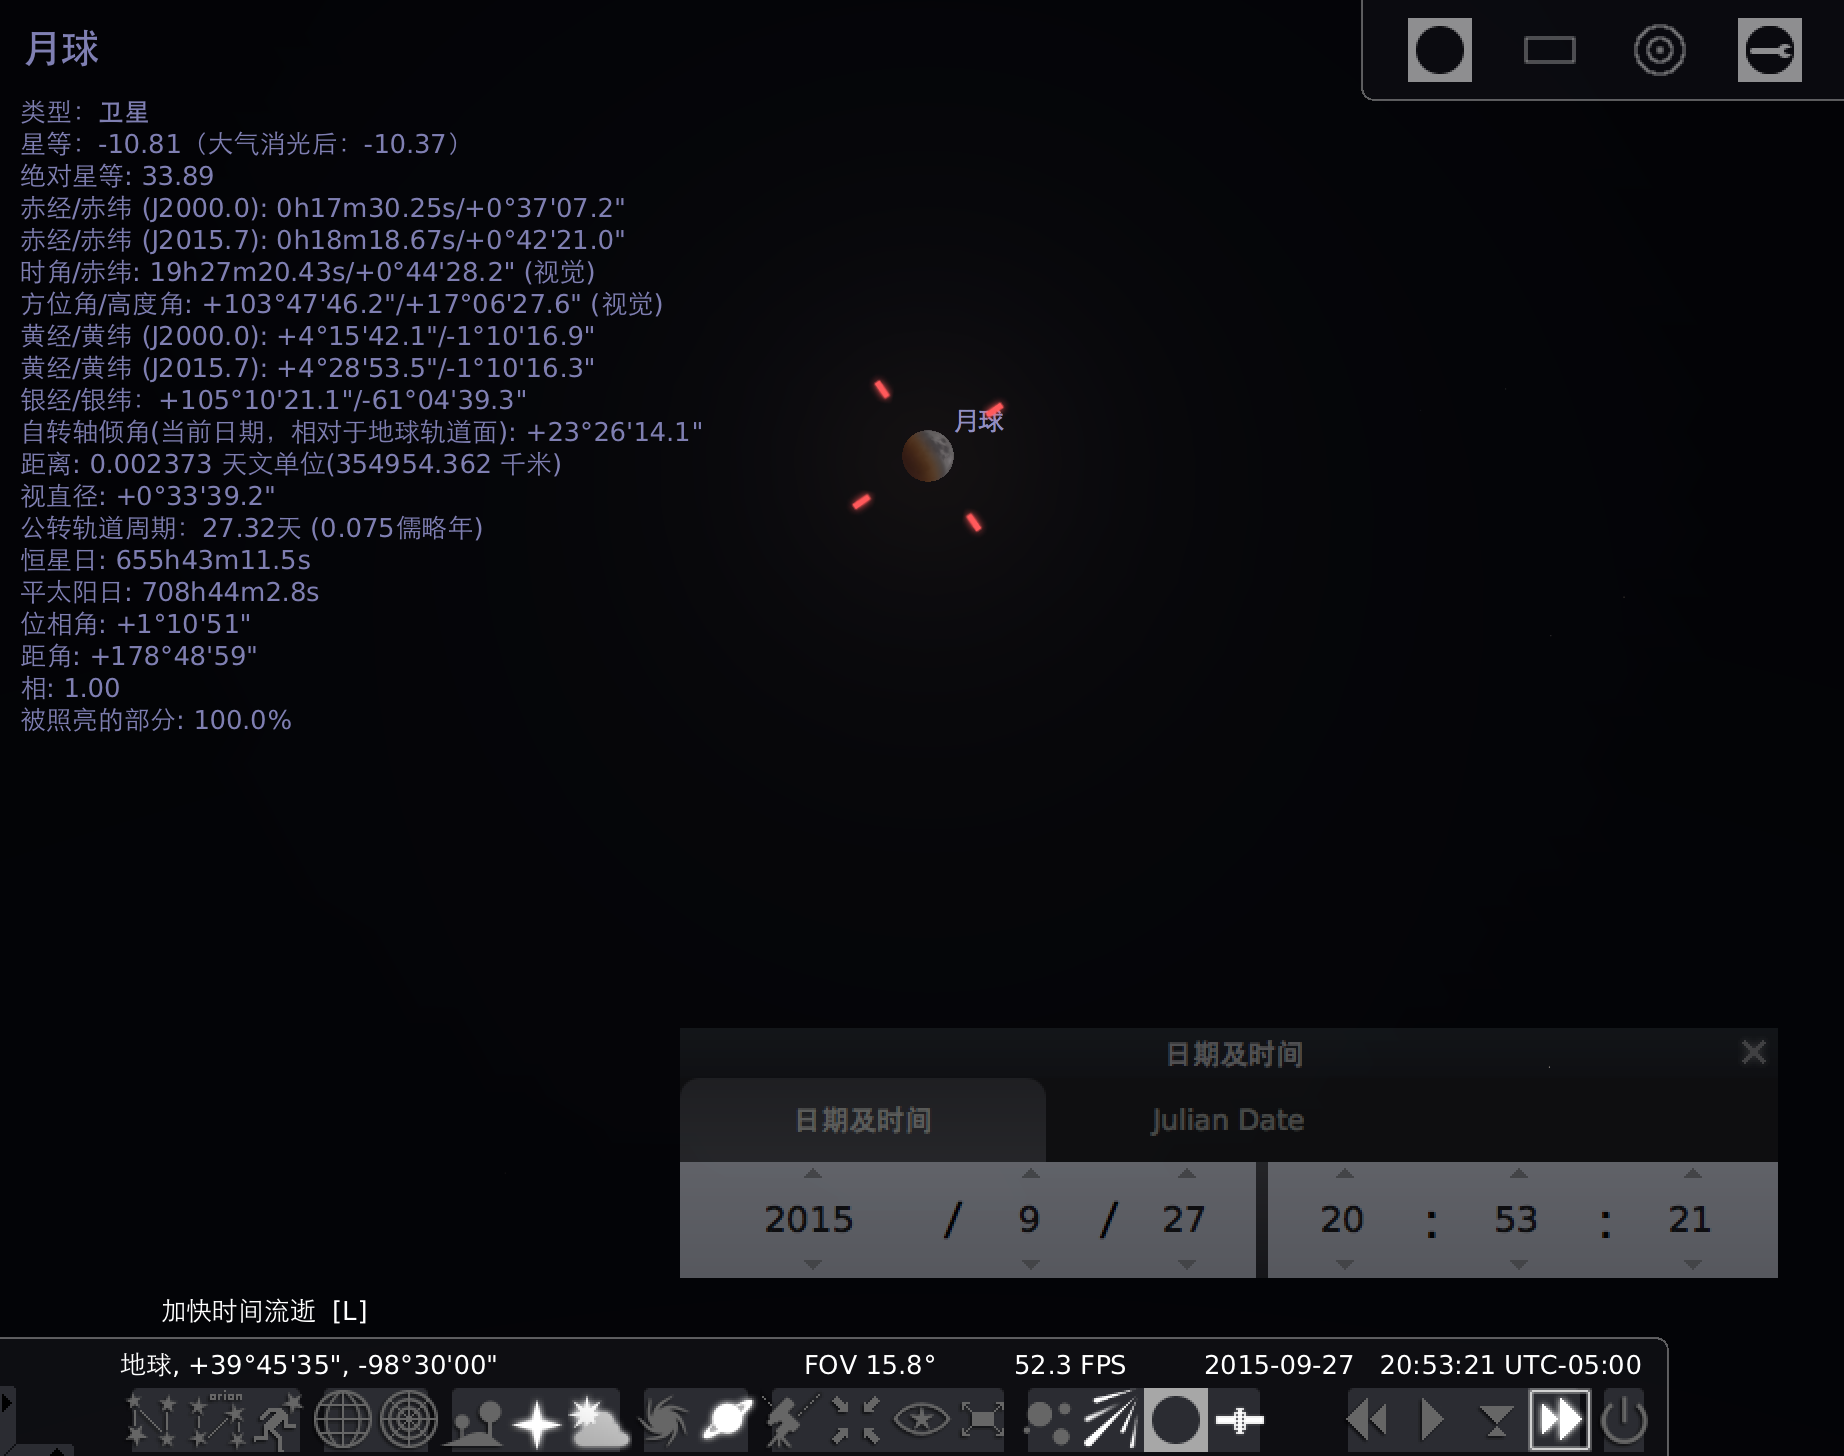 月球
类型：卫星
星等：-10.81（大气消光后：-10.37）
绝对星等: 33.89
赤经/赤纬 (J2000.0): 0h17m30.25s/+0°37'07.2"
赤经/赤纬 (J2015.7): 0h18m18.67s/+0°42'21.0"
时角/赤纬: 19h27m20.43s/+0°44'28.2" (视觉)
方位角/高度角: +103°47'46.2"/+17°06'27.6" (视觉)
黄经/黄纬 (J2000.0): +4°15'42.1"/-1°10'16.9"
黄经/黄纬 (J2015.7): +4°28'53.5"/-1°10'16.3"
银经/银纬：+105°10'21.1"/-61°04'39.3"
自转轴倾角(当前日期，相对于地球轨道面): +23°26'14.1"
距离: 0.002373 天文单位(354954.362 千米)
视直径: +0°33'39.2"
公转轨道周期：27.32天 (0.075儒略年)
恒星日: 655h43m11.5s
平太阳日: 708h44m2.8s
位相角: +1°10'51"
距角: +178°48'59"
相: 1.00
被照亮的部分: 100.0%
月球
日期及时间
日期及时间 Julian Date
2015 / 9 / 27 20 : 53 : 21
加快时间流逝 [L]
地球, +39°45'35", -98°30'00" FOV 15.8° 52.3 FPS 2015-09-27 20:53:21 UTC-05:00
orion